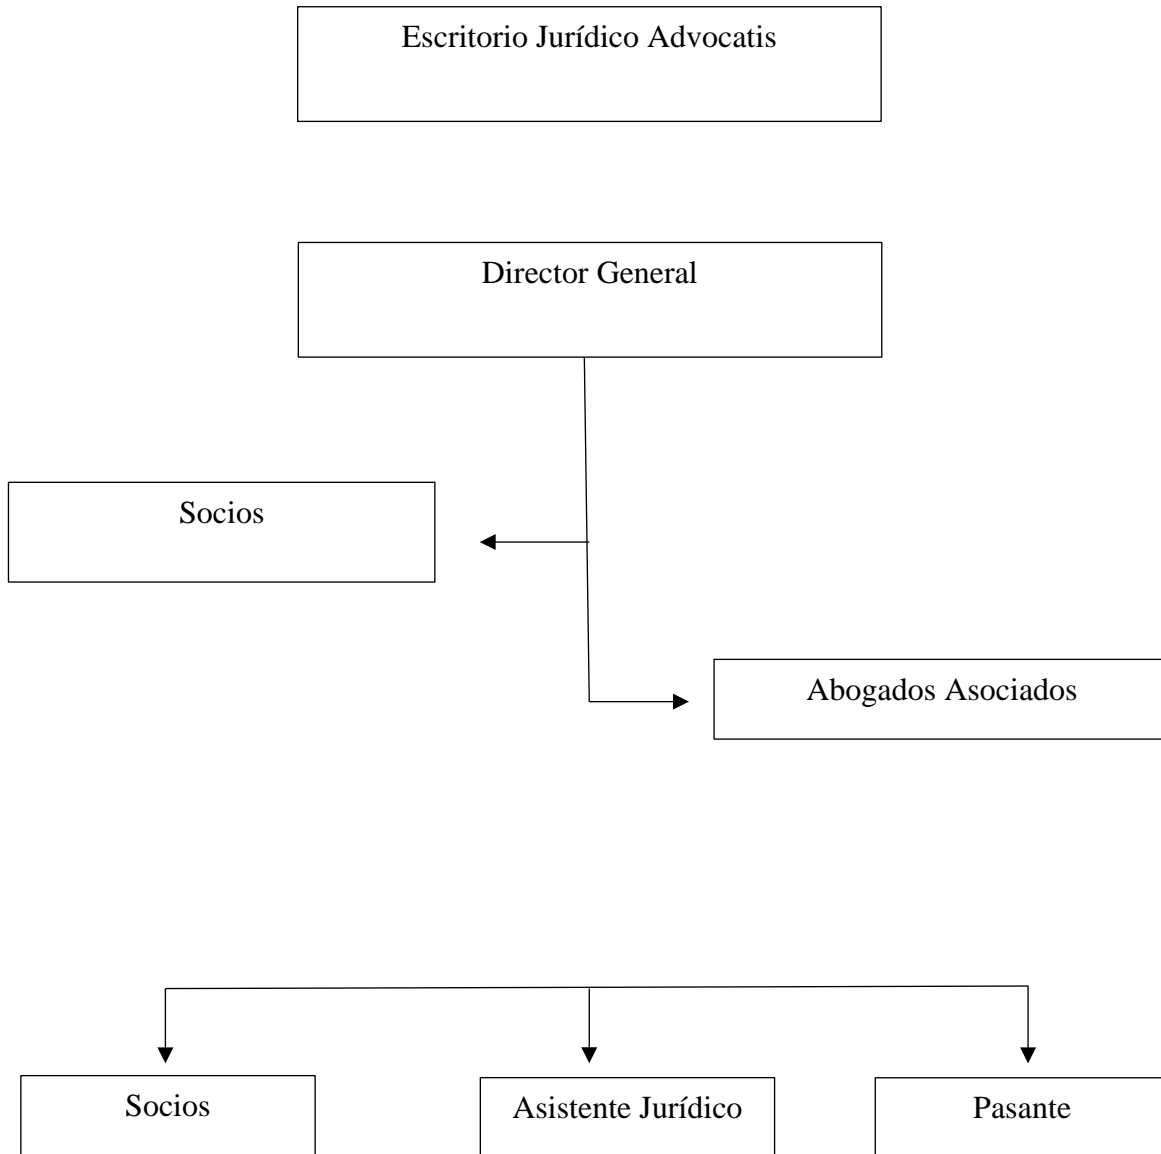 Escritorio Jurídico Advocatis
Director General
Socios
Abogados Asociados
Socios
Asistente Jurídico
Pasante